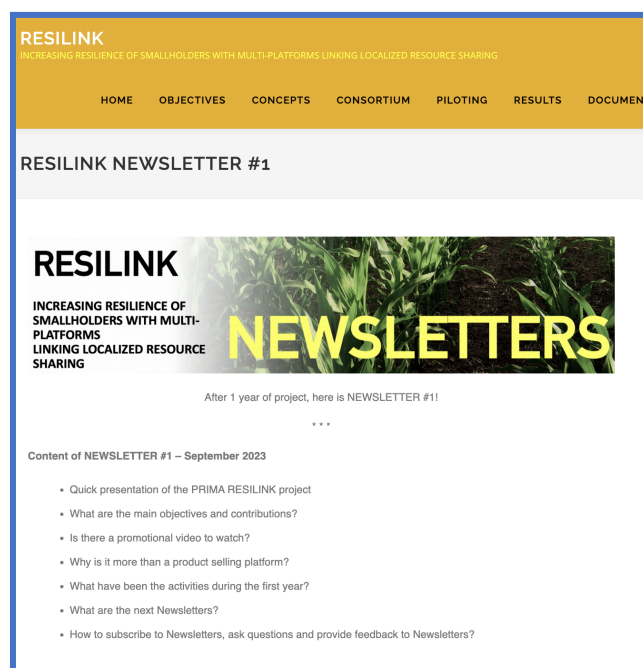 RESILINK
INCREASING RESILIENCE OF SMALLHOLDERS WITH MULTI-PLATFORMS LINKING LOCALIZED RESOURCE SHARING
HOME OBJECTIVES CONCEPTS CONSORTIUM PILOTING RESULTS DOCUMEN
RESILINK NEWSLETTER #1
RESILINK
INCREASING RESILIENCE OF
SMALLHOLDERS WITH MULTI-
PLATFORMS
LINKING LOCALIZED RESOURCE
SHARING
NEWSLETTERS
After 1 year of project, here is NEWSLETTER #1!
* * *
Content of NEWSLETTER #1 – September 2023
• Quick presentation of the PRIMA RESILINK project
• What are the main objectives and contributions?
• Is there a promotional video to watch?
• Why is it more than a product selling platform?
• What have been the activities during the first year?
• What are the next Newsletters?
• How to subscribe to Newsletters, ask questions and provide feedback to Newsletters?